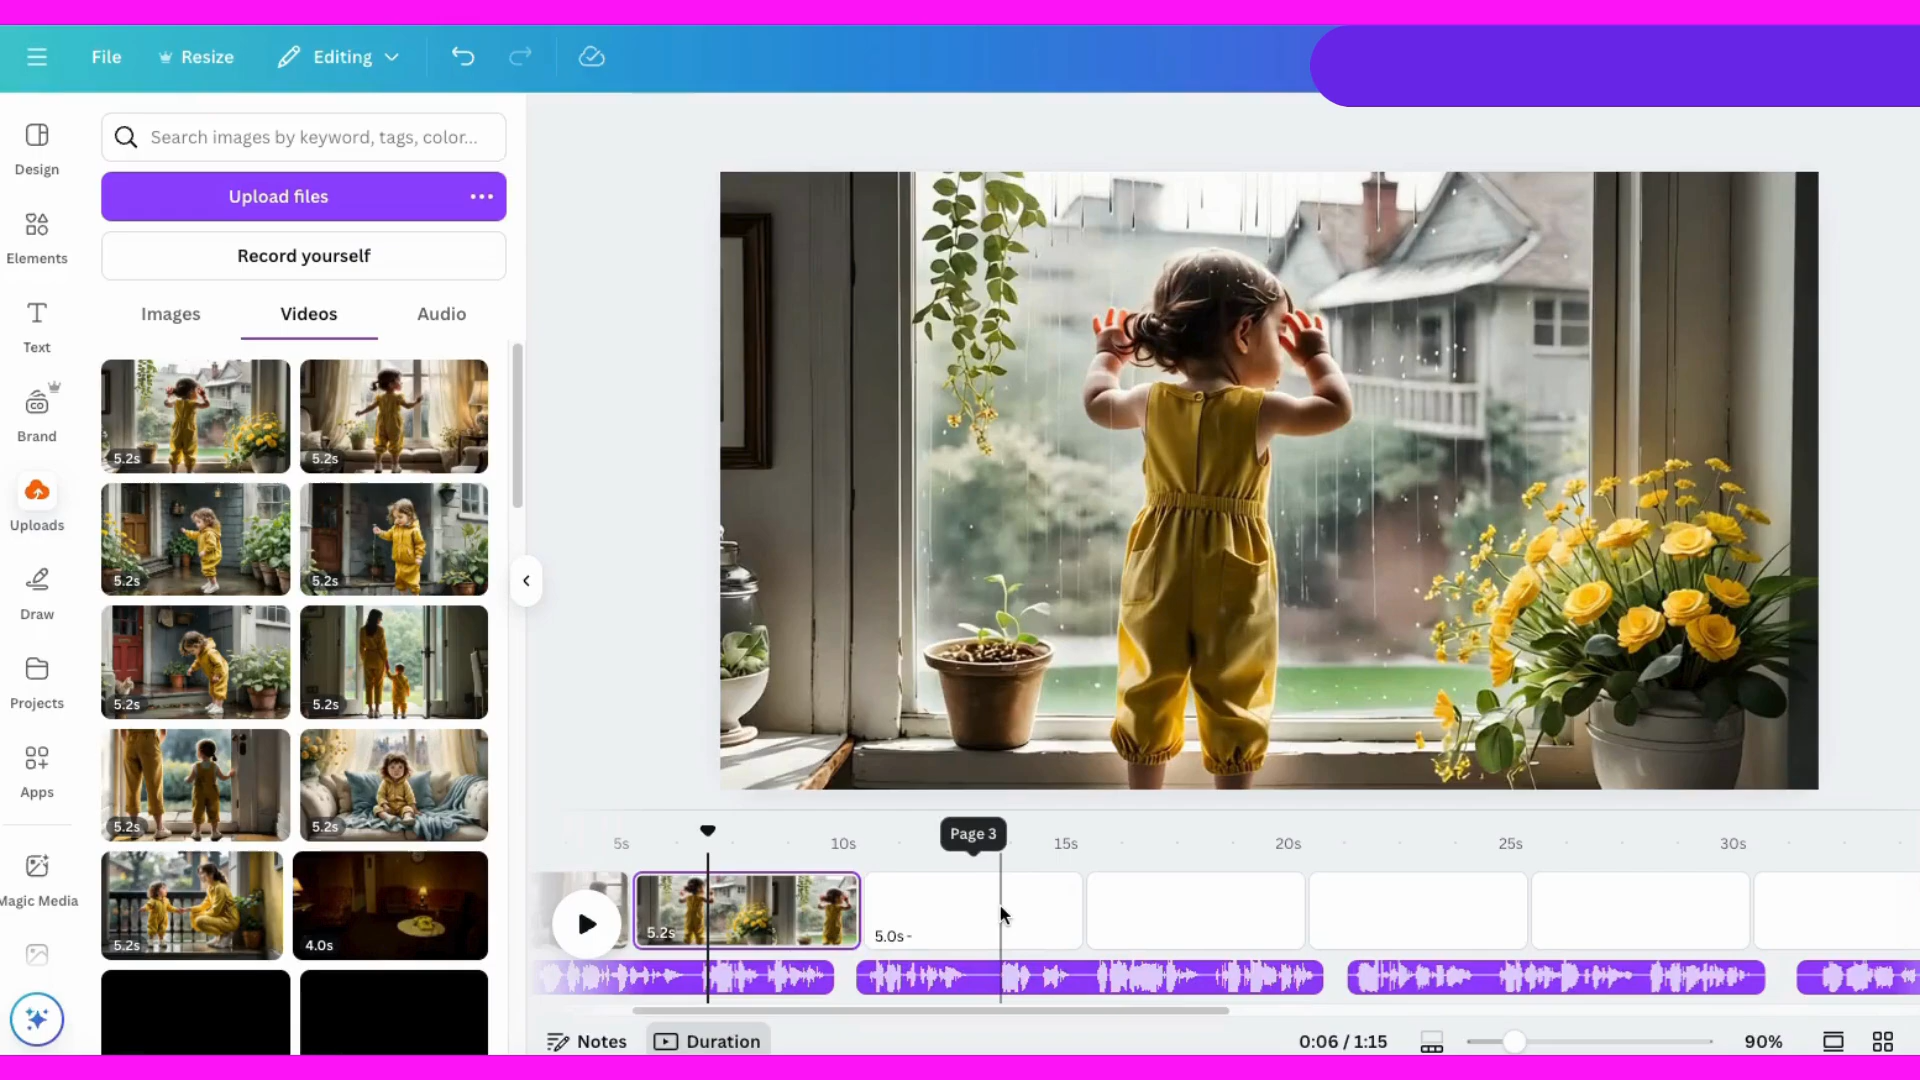 File
Resize
Editing
Search images by keyword, tags, color...
Design
Upload files
Elements
Record yourself
Images
Videos
Audio
Text
5.2s
5.2s
Brand
Uploads
5.2s
5.2s
Draw
Projects
5.2s
5.2s
Apps
5.2s
5.2s
Magic Media
5.2s
4.0s
Page 3
5s
10s
15s
20s
25s
30s
5.2s
5.0s-
Notes
Duration
0:06 / 1:15
90%